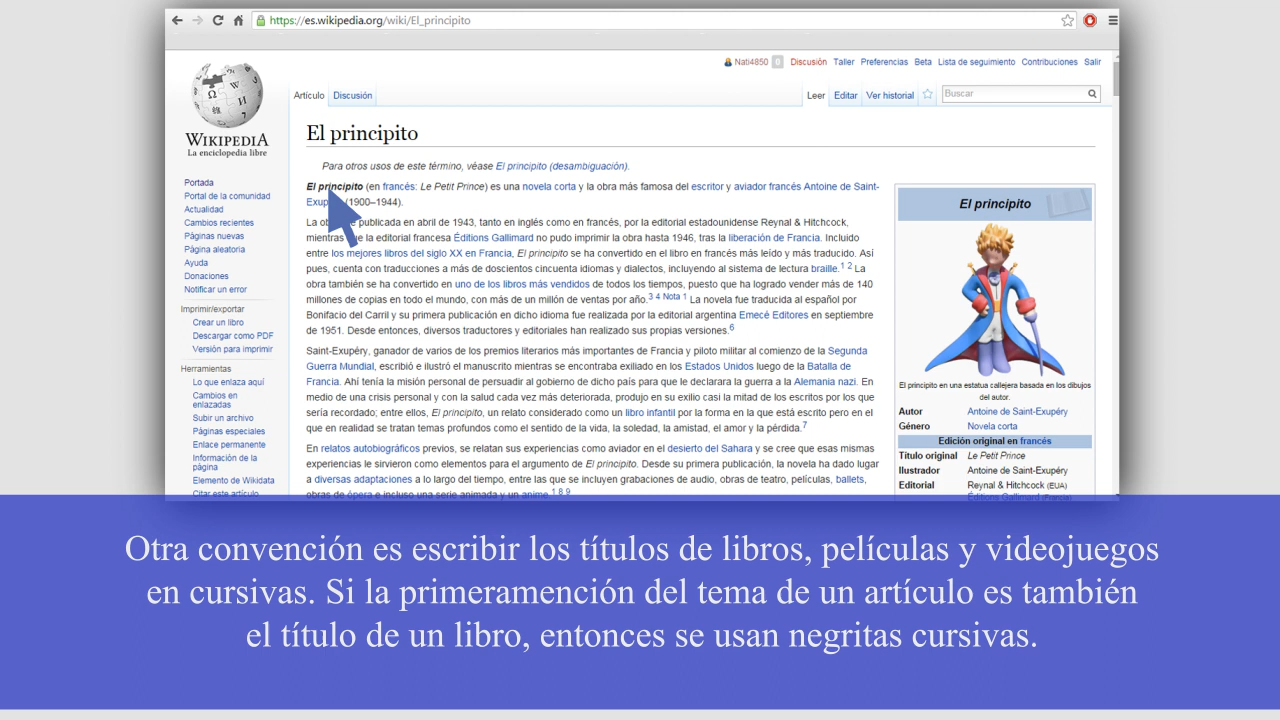 https://es.wikipedia.org/wiki/El_principito
Nati4850 0 Discusión Taller Preferencias Beta Lista de seguimiento Contribuciones Salir
Artículo Discusión Leer Editar Ver historial Buscar
WIKIPEDIA
La enciclopedia libre
Portada
Portal de la comunidad
Actualidad
Cambios recientes
Páginas nuevas
Página aleatoria
Ayuda
Donaciones
Notificar un error
Imprimir/exportar
Crear un libro
Descargar como PDF
Versión para imprimir
Herramientas
Lo que enlaza aquí
Cambios en
enlazadas
Subir un archivo
Páginas especiales
Enlace permanente
Información de la
página
Elemento de Wikidata
Citar este artículo
El principito
Para otros usos de este término, véase El principito (desambiguación).
El principito (en francés: Le Petit Prince) es una novela corta y la obra más famosa del escritor y aviador francés Antoine de Saint-
Exup (1900–1944).
La ob publicada en abril de 1943, tanto en inglés como en francés, por la editorial estadounidense Reynal & Hitchcock,
mientras que la editorial francesa Éditions Gallimard no pudo imprimir la obra hasta 1946, tras la liberación de Francia. Incluido
entre los mejores libros del siglo XX en Francia, El principito se ha convertido en el libro en francés más leído y más traducido. Así
pues, cuenta con traducciones a más de doscientos cincuenta idiomas y dialectos, incluyendo al sistema de lectura braille.1 2 La
obra también se ha convertido en uno de los libros más vendidos de todos los tiempos, puesto que ha logrado vender más de 140
millones de copias en todo el mundo, con más de un millón de ventas por año.3 4 Nota 1 La novela fue traducida al español por
Bonifacio del Carril y su primera publicación en dicho idioma fue realizada por la editorial argentina Emecé Editores en septiembre
de 1951. Desde entonces, diversos traductores y editoriales han realizado sus propias versiones.6
Saint-Exupéry, ganador de varios de los premios literarios más importantes de Francia y piloto militar al comienzo de la Segunda
Guerra Mundial, escribió e ilustró el manuscrito mientras se encontraba exiliado en los Estados Unidos luego de la Batalla de
Francia. Ahí tenía la misión personal de persuadir al gobierno de dicho país para que le declarara la guerra a la Alemania nazi. En
medio de una crisis personal y con la salud cada vez más deteriorada, produjo en su exilio casi la mitad de los escritos por los que
sería recordado; entre ellos, El principito, un relato considerado como un libro infantil por la forma en la que está escrito pero en el
que en realidad se tratan temas profundos como el sentido de la vida, la soledad, la amistad, el amor y la pérdida.7
En relatos autobiográficos previos, se relatan sus experiencias como aviador en el desierto del Sahara y se cree que esas mismas
experiencias le sirvieron como elementos para el argumento de El principito. Desde su primera publicación, la novela ha dado lugar
a diversas adaptaciones a lo largo del tiempo, entre las que se incluyen grabaciones de audio, obras de teatro, películas, ballets,
obras de ópera e incluso una serie animada y un anime.1 8 9
El principito
El principito en una estatua callejera basada en los dibujos
del autor.
Autor Antoine de Saint-Exupéry
Género Novela corta
Edición original en francés
Título original Le Petit Prince
Ilustrador Antoine de Saint-Exupéry
Editorial Reynal & Hitchcock (EUA)
Éditions Gallimard (Francia)
Otra convención es escribir los títulos de libros, películas y videojuegos
en cursivas. Si la primeramención del tema de un artículo es también
el título de un libro, entonces se usan negritas cursivas.